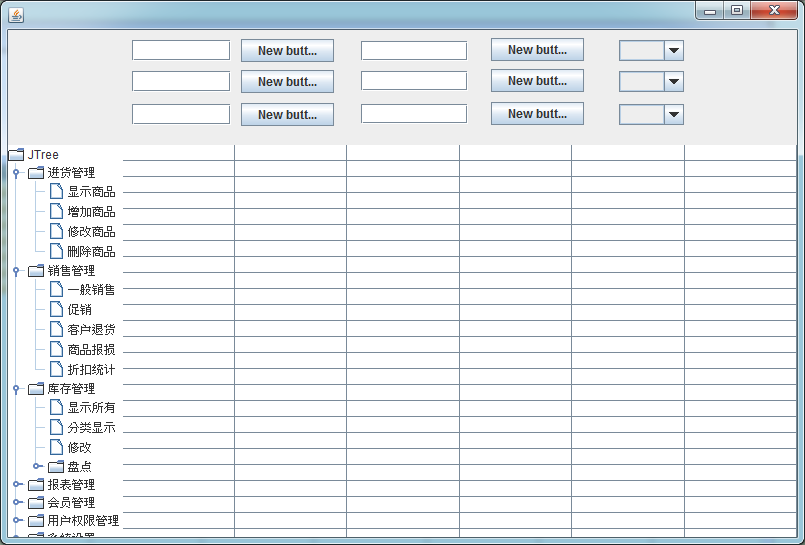 New butt... New butt...
New butt... New butt...
New butt... New butt...
JTree
进货管理
显示商品
增加商品
修改商品
删除商品
销售管理
一般销售
促销
客户退货
商品报损
折扣统计
库存管理
显示所有
分类显示
修改
盘点
报表管理
会员管理
用户权限管理
系统设置